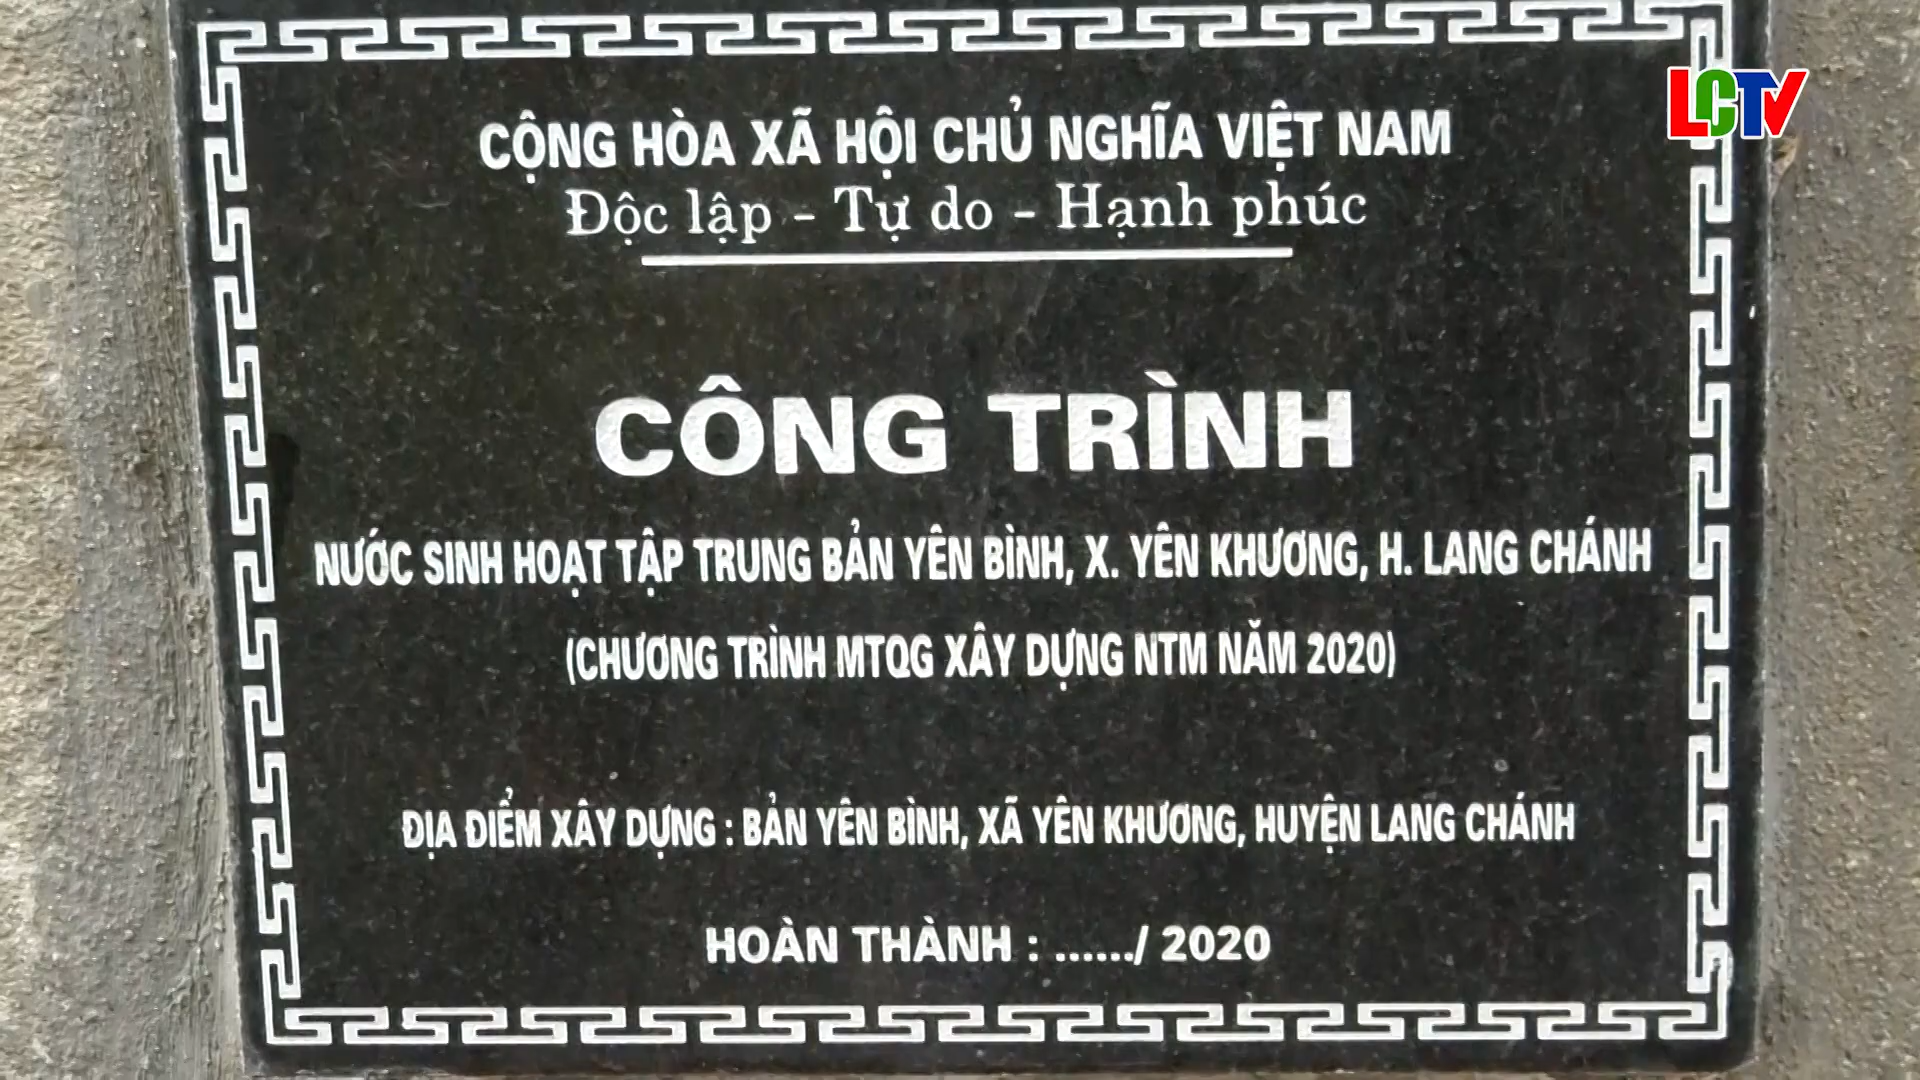 LCTV
CỘNG HÒA XÃ HỘI CHỦ NGHĨA VIỆT NAM
Độc lập - Tự do - Hạnh phúc
CÔNG TRÌNH
NƯỚC SINH HOẠT TẬP TRUNG BẢN YÊN BÌNH, X. YÊN KHƯƠNG, H. LANG CHÁNH
(CHƯƠNG TRÌNH MTQG XÂY DỰNG NTM NĂM 2020)
ĐỊA ĐIỂM XÂY DỰNG : BẢN YÊN BÌNH, XÃ YÊN KHƯƠNG, HUYỆN LANG CHÁNH
HOÀN THÀNH : ....../ 2020